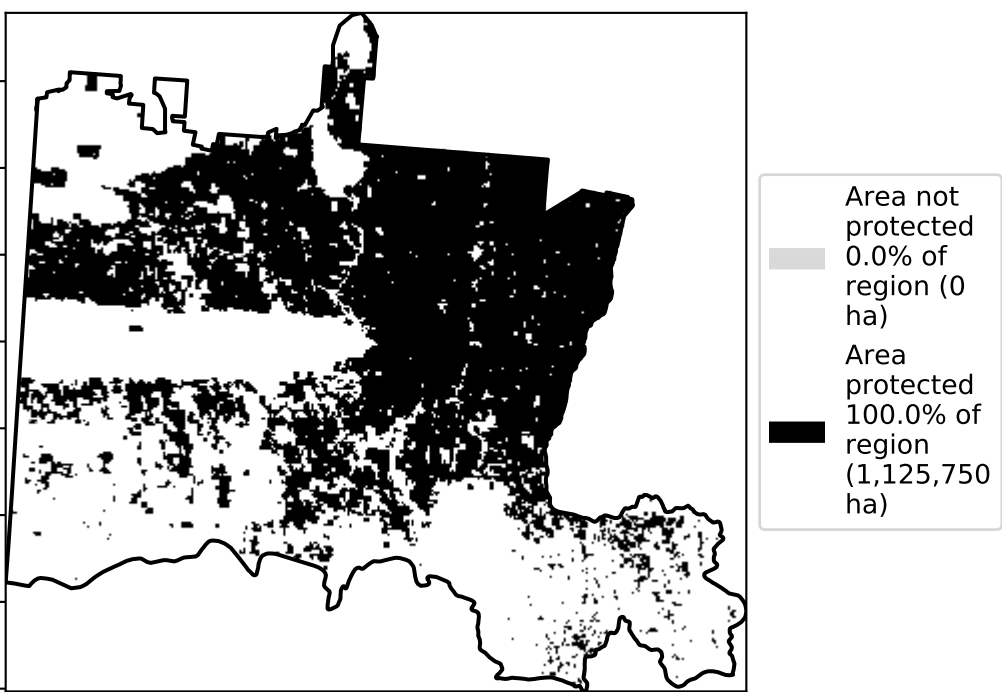 Area not
protected
0.0% of
region (0
ha)
Area
protected
100.0% of
region
(1,125,750
ha)